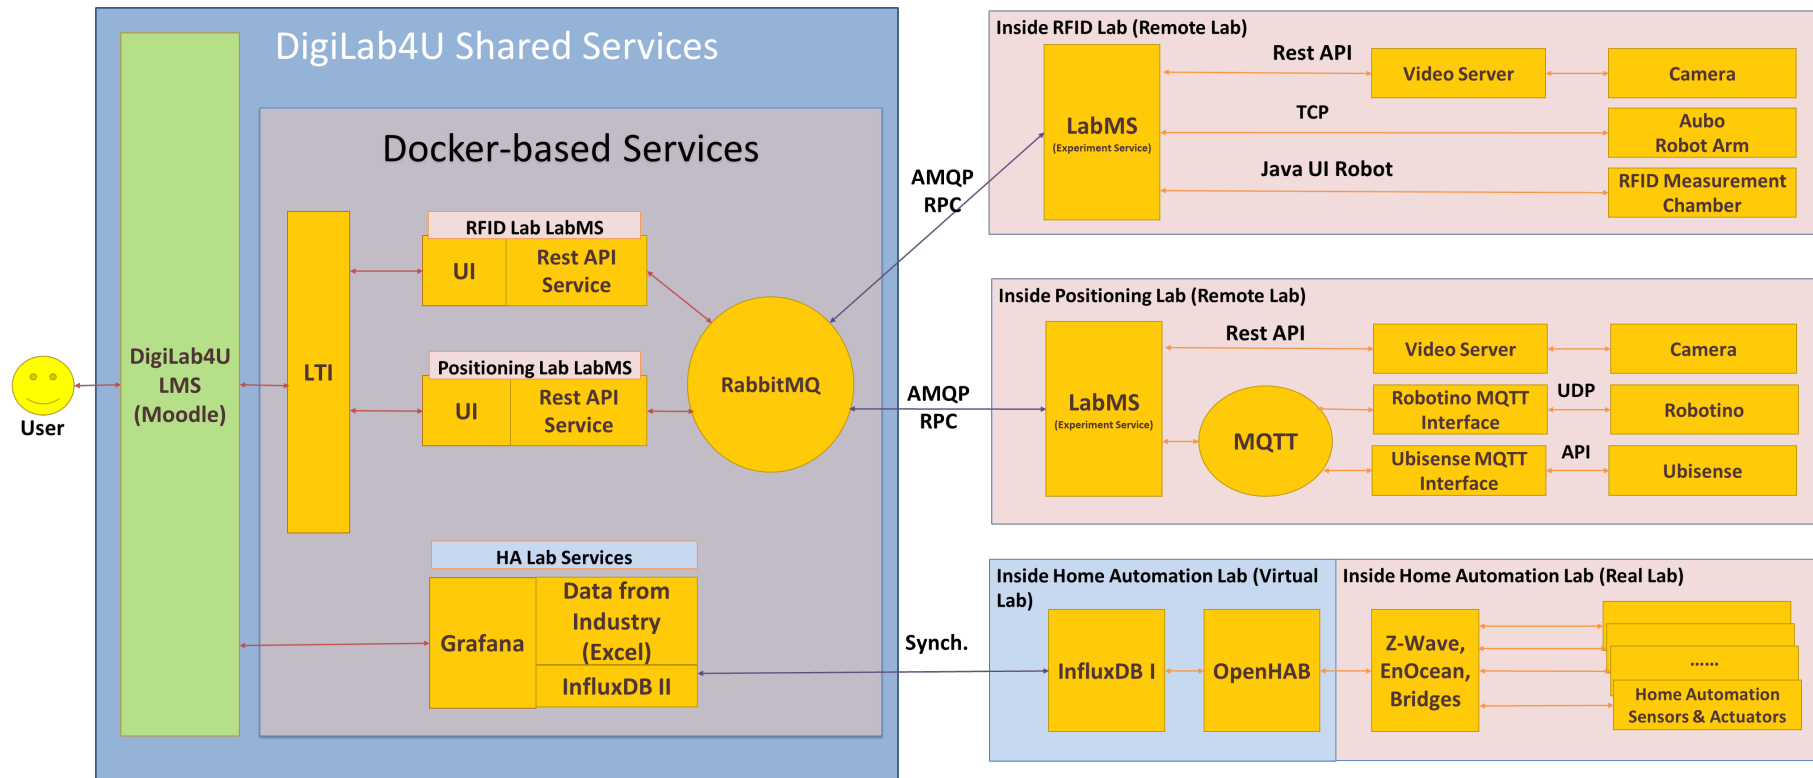 DigiLab4U Shared Services
Docker-based Services
User
DigiLab4U
LMS
(Moodle)
LTI
RFID Lab LabMS
UI
Rest API
Service
Positioning Lab LabMS
UI
Rest API
Service
RabbitMQ
HA Lab Services
Grafana
Data from
Industry
(Excel)
InfluxDB II
AMQP
RPC
AMQP
RPC
Synch.
Inside RFID Lab (Remote Lab)
LabMS
(Experiment Service)
Rest API
Video Server
Camera
TCP
Aubo
Robot Arm
Java UI Robot
RFID Measurement
Chamber
Inside Positioning Lab (Remote Lab)
LabMS
(Experiment Service)
Rest API
Video Server
Camera
MQTT
Robotino MQTT
Interface
UDP
Robotino
Ubisense MQTT
Interface
API
Ubisense
Inside Home Automation Lab (Virtual
Lab)
InfluxDB I
OpenHAB
Inside Home Automation Lab (Real Lab)
Z-Wave,
EnOcean,
Bridges
......
Home Automation
Sensors & Actuators